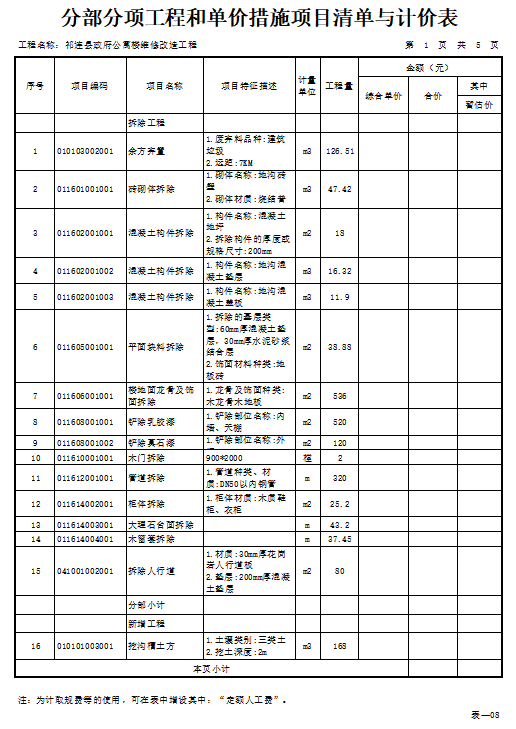 分部分项工程和单价措施项目清单与计价表
工程名称：祁连县政府公寓楼维修改造工程 第 1 页 共 5 页
序号 项目编码 项目名称 项目特征描述 计量单位 工程量 金额（元）
综合单价 合价 其中
暂估价
拆除工程
1 010103002001 余方弃置 1.废弃料品种:建筑垃圾 m3 126.51
2.运距:7KM
2 011601001001 砖砌体拆除 1.砌体名称:地沟砖壁 m3 47.42
2.砌体材质:烧结普
3 011602001001 混凝土构件拆除 1.构件名称:混凝土地坪 m2 18
2.拆除构件的厚度或规格尺寸:200mm
4 011602001002 混凝土构件拆除 1.构件名称:地沟混凝土垫层 m3 16.32
5 011602001003 混凝土构件拆除 1.构件名称:地沟混凝土盖板 m3 11.9
6 011605001001 平面块料拆除 1.拆除的基层类型:60mm厚混凝土垫层，30mm厚水泥砂浆结合层 m2 38.88
2.饰面材料种类:地板砖
7 011606001001 楼地面龙骨及饰面拆除 1.龙骨及饰面种类:木龙骨木地板 m2 536
8 011608001001 铲除乳胶漆 1.铲除部位名称:内墙、天棚 m2 520
9 011608001002 铲除真石漆 1.铲除部位名称:外 m2 120
10 011610001001 木门拆除 900*2000 樘 2
11 011612001001 管道拆除 1.管道种类、材质:DN50以内钢管 m 320
12 011614002001 柜体拆除 1.柜体材质:木质鞋柜、衣柜 m2 25.2
13 011614003001 大理石台面拆除 m 43.2
14 011614004001 木窗套拆除 m 37.45
15 041001002001 拆除人行道 1.材质:30mm厚花岗岩人行道板 m2 80
2.垫层:200mm厚混凝土垫层
分部小计
新增工程
16 010101003001 挖沟槽土方 1.土壤类别:三类土 m3 168
2.挖土深度:2m
本页小计
注：为计取规费等的使用，可在表中增设其中：“定额人工费”。
表—08